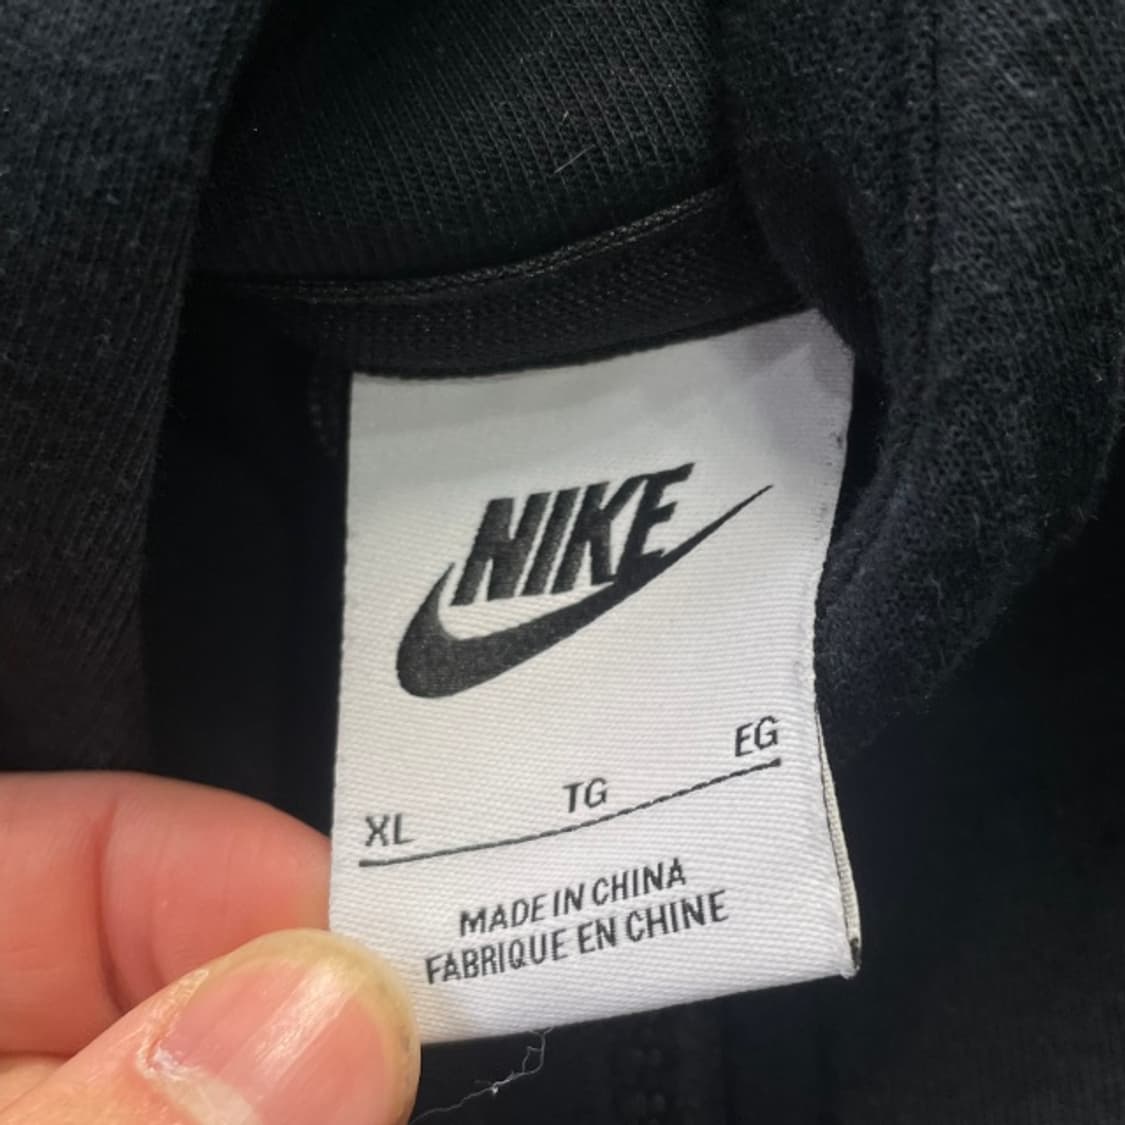 NIKE
XL TG EG
MADE IN CHINA
FABRIQUE EN CHINE